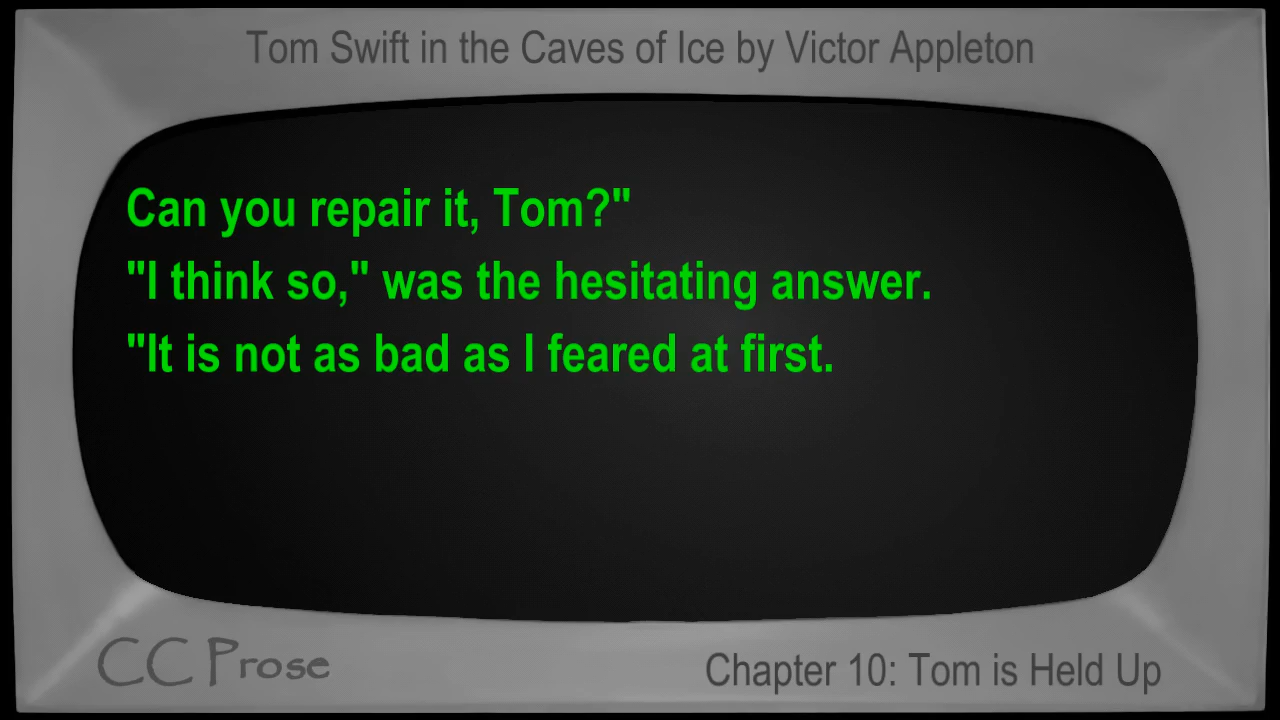 Tom Swift in the Caves of Ice by Victor Appleton
Can you repair it, Tom?"
"I think so," was the hesitating answer.
"It is not as bad as I feared at first.
CC Prose
Chapter 10: Tom is Held Up